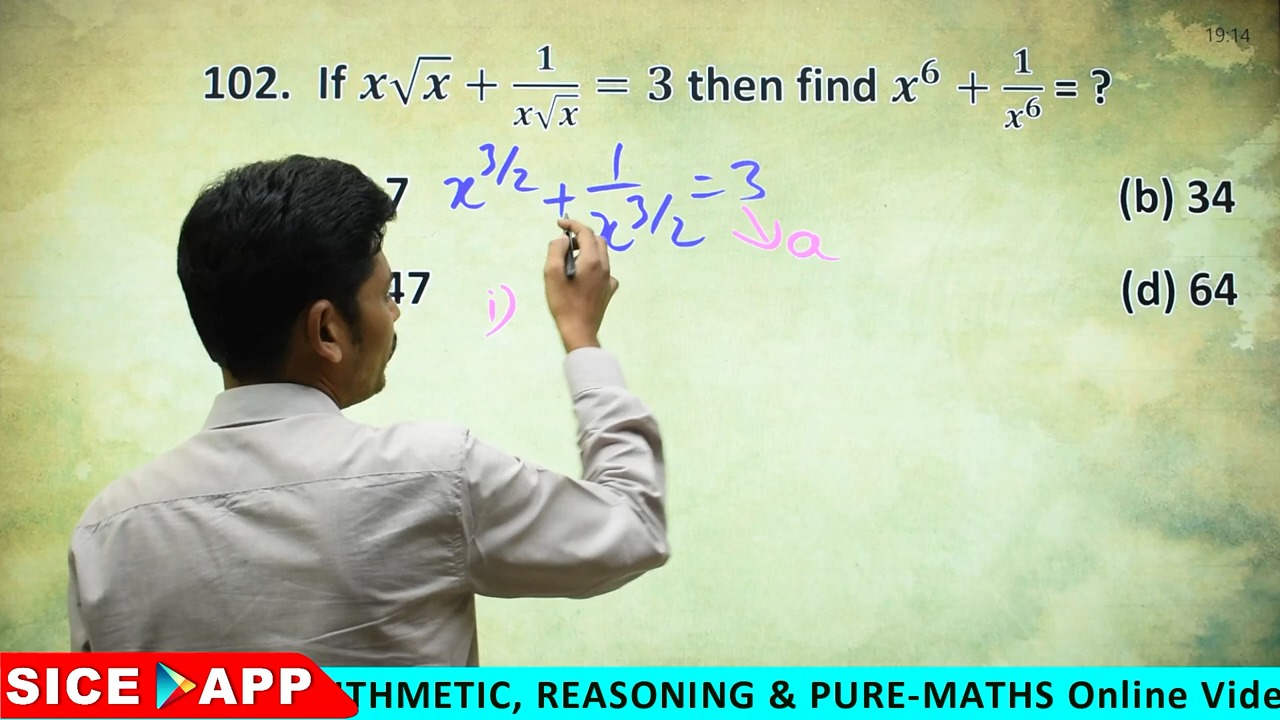 19:14
102. If x√x + 1/(x√x) = 3 then find x⁶ + 1/x⁶ = ?
7
x^3/2 + 1/x^3/2 = 3
(b) 34
↘a
47
i)
(d) 64
SICE APP
THMETIC, REASONING & PURE-MATHS Online Vide